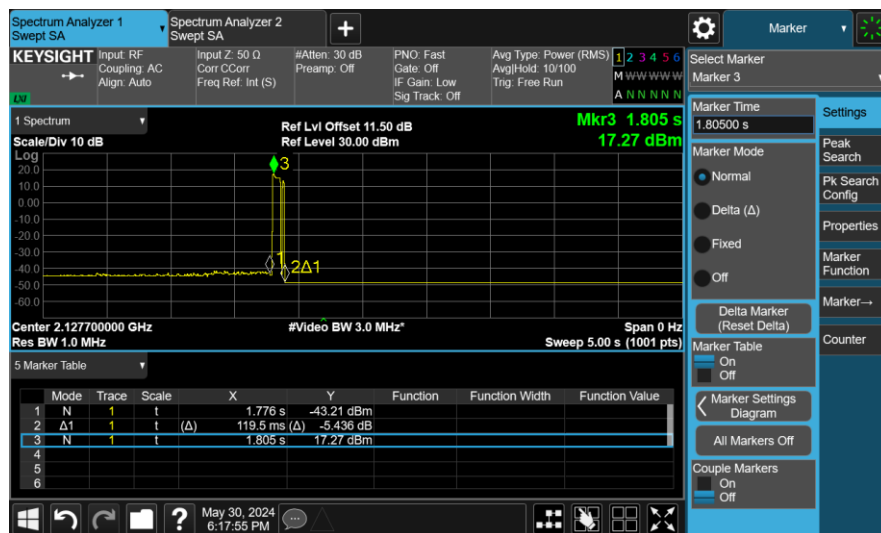 Spectrum Analyzer 1
Swept SA
Spectrum Analyzer 2
Swept SA
+
Marker
KEYSIGHT
Input: RF
Coupling: AC
Align: Auto
Input Z: 50 Ω
Corr CCorr
Freq Ref: Int (S)
#Atten: 30 dB
Preamp: Off
PNO: Fast
Gate: Off
IF Gain: Low
Sig Track: Off
Avg Type: Power (RMS)
Avg|Hold: 10/100
Trig: Free Run
1 2 3 4 5 6
M W W W W W
A N N N N N
LXI
Select Marker
Marker 3
1 Spectrum
Scale/Div 10 dB
Ref Lvl Offset 11.50 dB
Ref Level 30.00 dBm
Mkr3 1.805 s
17.27 dBm
Log
20.0
10.0
0.00
-10.0
-20.0
-30.0
-40.0
-50.0
-60.0
3
1
2Δ1
Center 2.127700000 GHz
#Video BW 3.0 MHz*
Span 0 Hz
Res BW 1.0 MHz
Sweep 5.00 s (1001 pts)
5 Marker Table
Mode Trace Scale X Y Function Function Width Function Value
1 N 1 t 1.776 s -43.21 dBm
2 Δ1 1 t (Δ) 119.5 ms (Δ) -5.436 dB
3 N 1 t 1.805 s 17.27 dBm
4
5
6
Marker Time
1.80500 s
Marker Mode
Normal
Delta (Δ)
Fixed
Off
Delta Marker
(Reset Delta)
Marker Table
On
Off
Marker Settings
Diagram
All Markers Off
Couple Markers
On
Off
Settings
Peak
Search
Pk Search
Config
Properties
Marker
Function
Marker→
Counter
?
May 30, 2024
6:17:55 PM